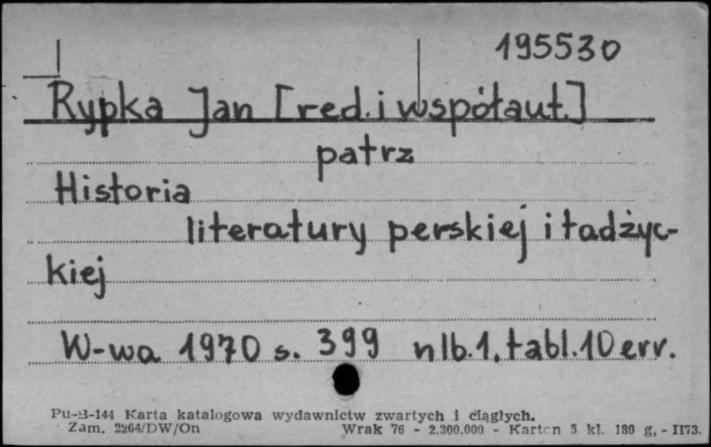 195530
Rypka Jan [red. i współaut.]
patrz
Historia
literatury perskiej i tadżyc-
kiej
W-wa 1970 s. 399 nlb. 1, tabl. 10 err.
Pu-B-144 Karta katalogowa wydawnictw zwartych i ciągłych.
Zam. 2264/DW/On Wrak 76 - 2.300.000 - Karton 5 kl. 180 g, - II73.